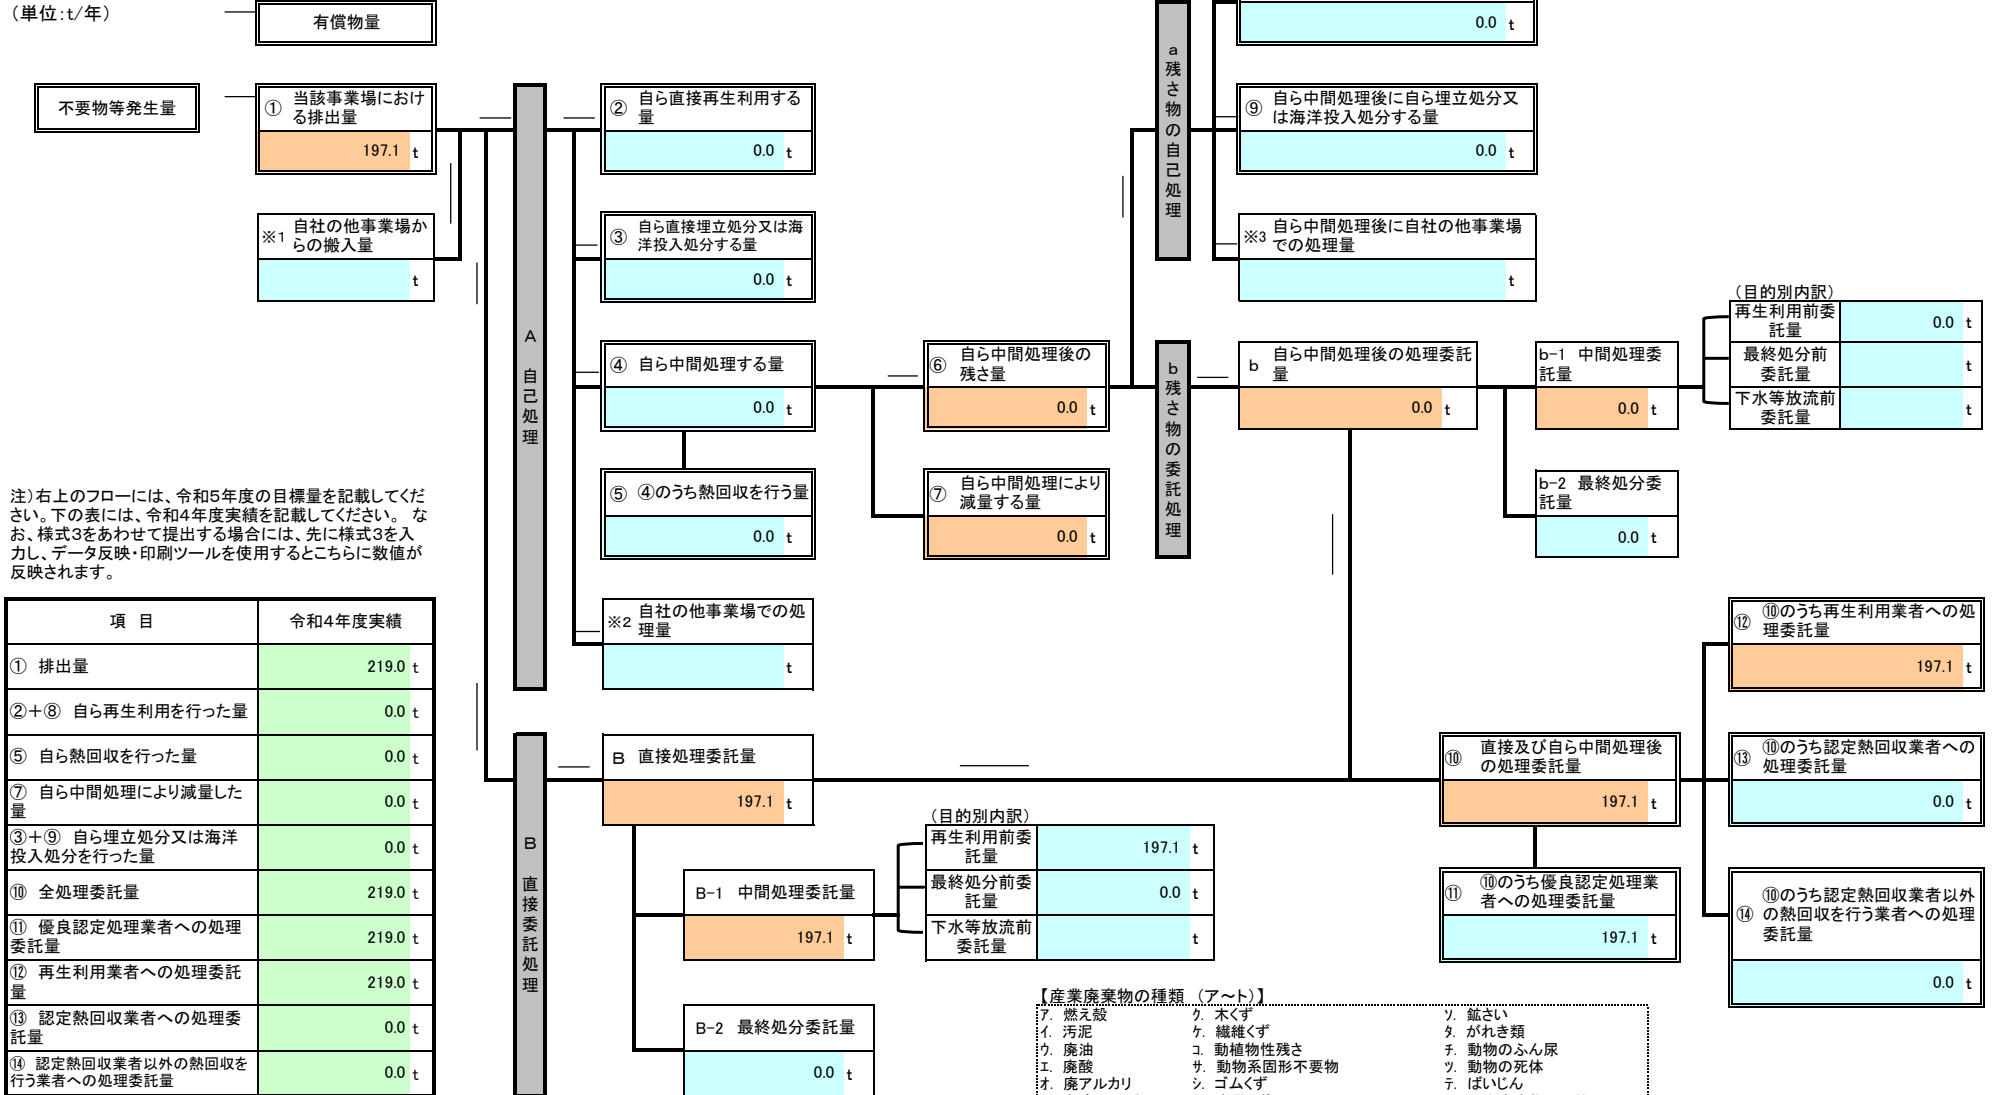 （単位:t/年）
有償物量
不要物等発生量
① 当該事業場におけ
る排出量
197.1 t
※1 自社の他事業場か
らの搬入量
t
A 自己処理
② 自ら直接再生利用する
量
0.0 t
③ 自ら直接埋立処分又は海
洋投入処分する量
0.0 t
④ 自ら中間処理する量
0.0 t
⑤ ④のうち熱回収を行う量
0.0 t
※2 自社の他事業場での処
理量
t
⑥ 自ら中間処理後の
残さ量
0.0 t
⑦ 自ら中間処理により
減量する量
0.0 t
a 残さ物の自己処理
0.0 t
⑨ 自ら中間処理後に自ら埋立処分又
は海洋投入処分する量
0.0 t
※3 自ら中間処理後に自社の他事業場
での処理量
t
b 残さ物の委託処理
b 自ら中間処理後の処理委託
量
0.0 t
b-1 中間処理委
託量
0.0 t
b-2 最終処分委
託量
0.0 t
（目的別内訳）
再生利用前委
託量
0.0 t
最終処分前
委託量
t
下水等放流前
委託量
t
注）右上のフローには、令和5年度の目標量を記載してくだ
さい。下の表には、令和4年度実績を記載してください。 な
お、様式3をあわせて提出する場合には、先に様式3を入
力し、データ反映・印刷ツールを使用するとこちらに数値が
反映されます。
項 目 令和4年度実績
① 排出量 219.0 t
②＋⑧ 自ら再生利用を行った量 0.0 t
⑤ 自ら熱回収を行った量 0.0 t
⑦ 自ら中間処理により減量した
量 0.0 t
③＋⑨ 自ら埋立処分又は海洋
投入処分を行った量 0.0 t
⑩ 全処理委託量 219.0 t
⑪ 優良認定処理業者への処理
委託量 219.0 t
⑫ 再生利用業者への処理委託
量 219.0 t
⑬ 認定熱回収業者への処理委
託量 0.0 t
⑭ 認定熱回収業者以外の熱回収を
行う業者への処理委託量 0.0 t
B 直接委託処理
B 直接処理委託量
197.1 t
B-1 中間処理委託量
197.1 t
B-2 最終処分委託量
0.0 t
（目的別内訳）
再生利用前委
託量
197.1 t
最終処分前委
託量
0.0 t
下水等放流前
委託量
t
⑩ 直接及び自ら中間処理後
の処理委託量
197.1 t
⑪ ⑩のうち優良認定処理業
者への処理委託量
197.1 t
⑫ ⑩のうち再生利用業者への処
理委託量
197.1 t
⑬ ⑩のうち認定熱回収業者への
処理委託量
0.0 t
⑭ ⑩のうち認定熱回収業者以外
の熱回収を行う業者への処理
委託量
0.0 t
【産業廃棄物の種類 （ア～ト）】
ア. 燃え殻 ク. 木くず ソ. 鉱さい
イ. 汚泥 ケ. 繊維くず タ. がれき類
ウ. 廃油 コ. 動植物性残さ チ. 動物のふん尿
エ. 廃酸 サ. 動物系固形不要物 ツ. 動物の死体
オ. 廃アルカリ シ. ゴムくず テ. ばいじん